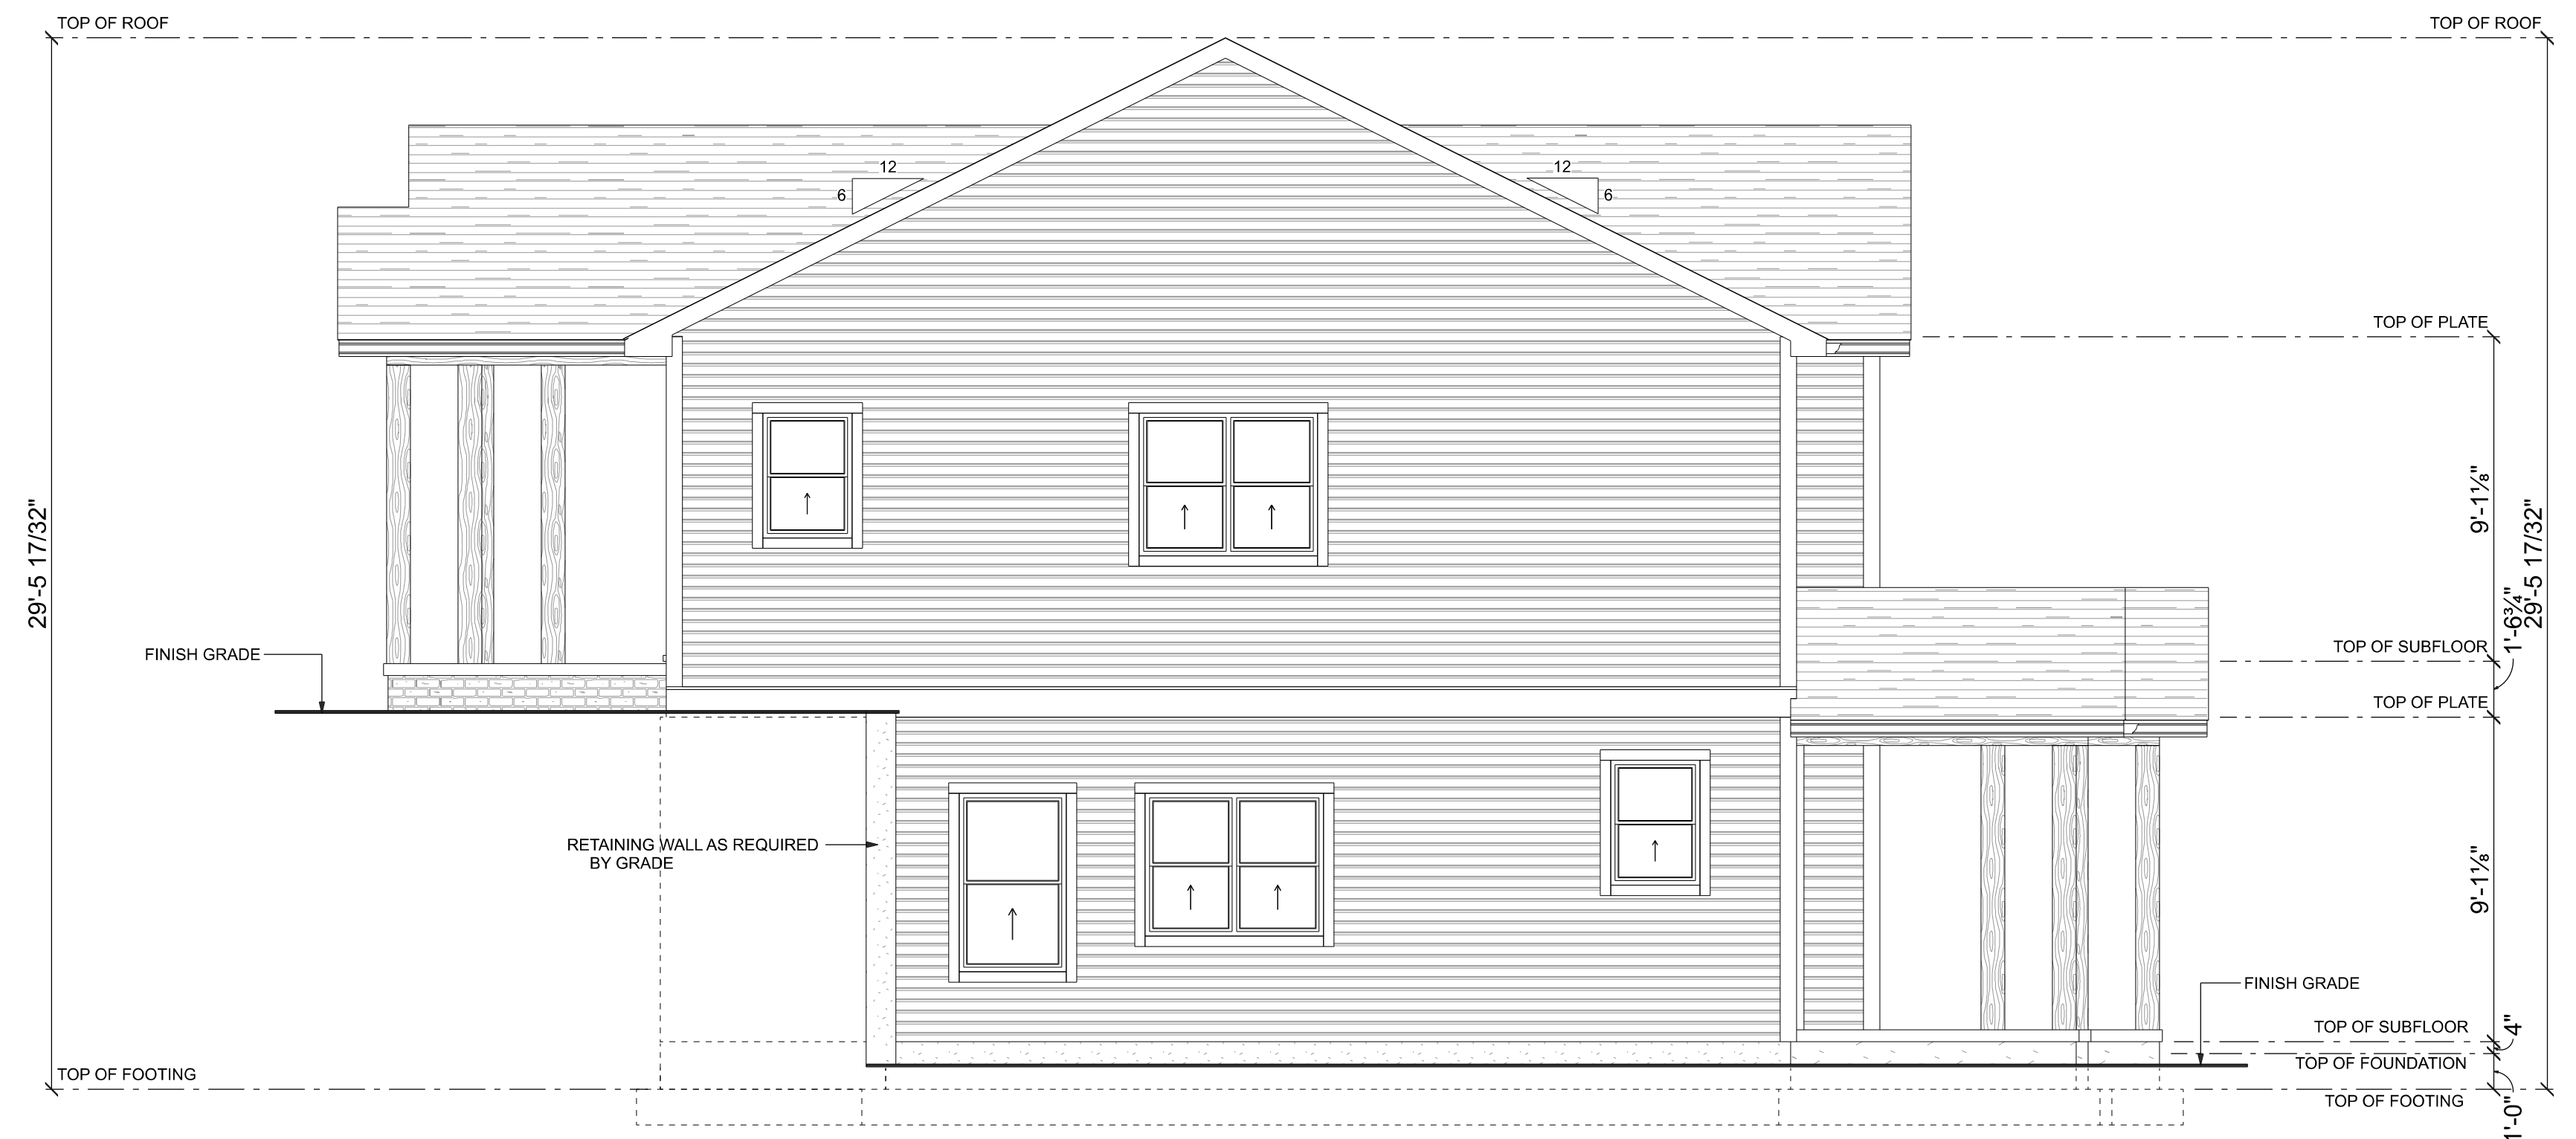 TOP OF ROOF
TOP OF ROOF
12
6
12
6
TOP OF PLATE
9'-1⅛"
29'-5 17/32"
29'-5 17/32"
1'-6¾"
FINISH GRADE
TOP OF SUBFLOOR
TOP OF PLATE
RETAINING WALL AS REQUIRED
BY GRADE
9'-1⅛"
FINISH GRADE
TOP OF SUBFLOOR
4"
TOP OF FOUNDATION
TOP OF FOOTING
TOP OF FOOTING
1'-0"